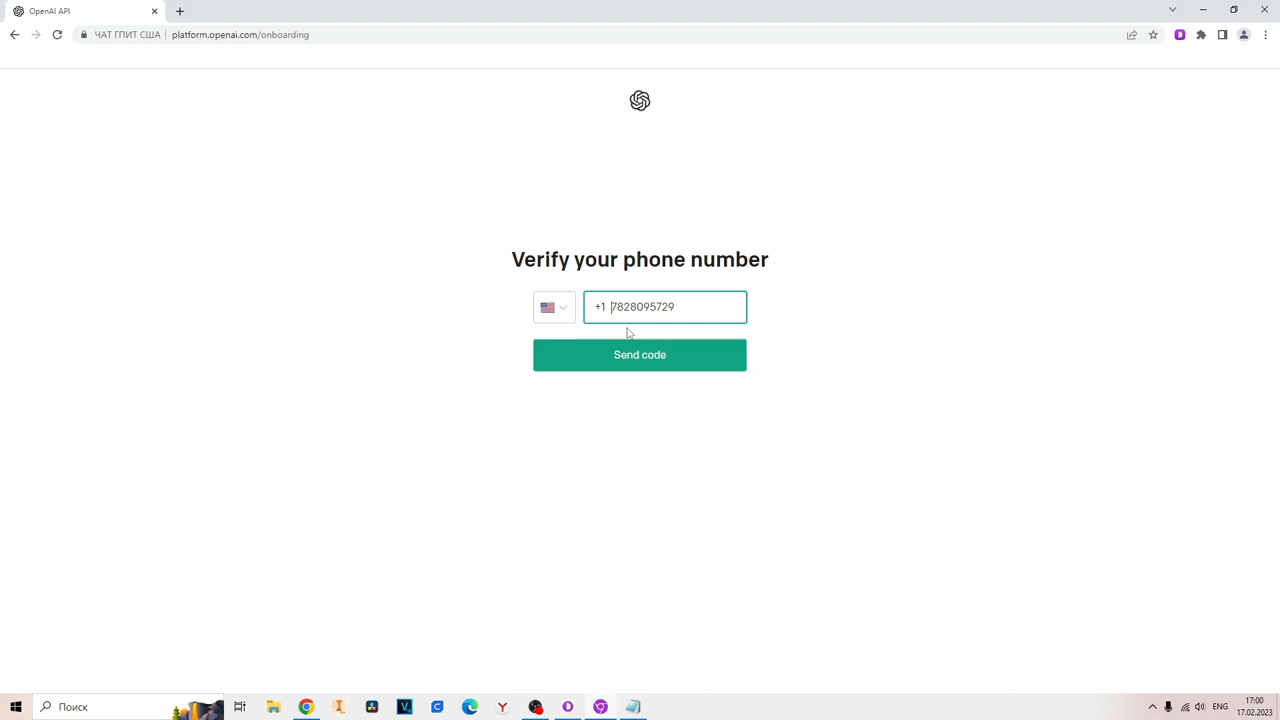 OpenAI API
ЧАТ ГПИТ США
platform.openai.com/onboarding
Verify your phone number
+1 7828095729
Send code
Поиск
ENG
17:00
17.02.2023